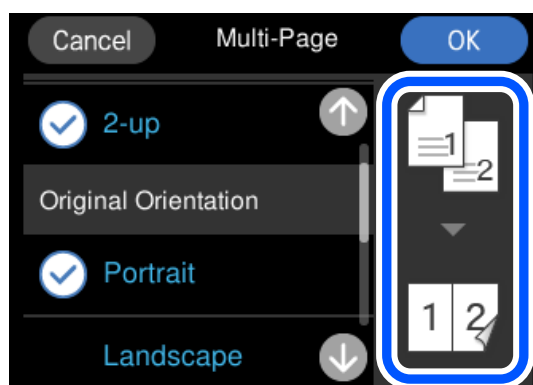 Cancel Multi-Page OK
2-up
Original Orientation
Portrait
Landscape
1
2
1 2